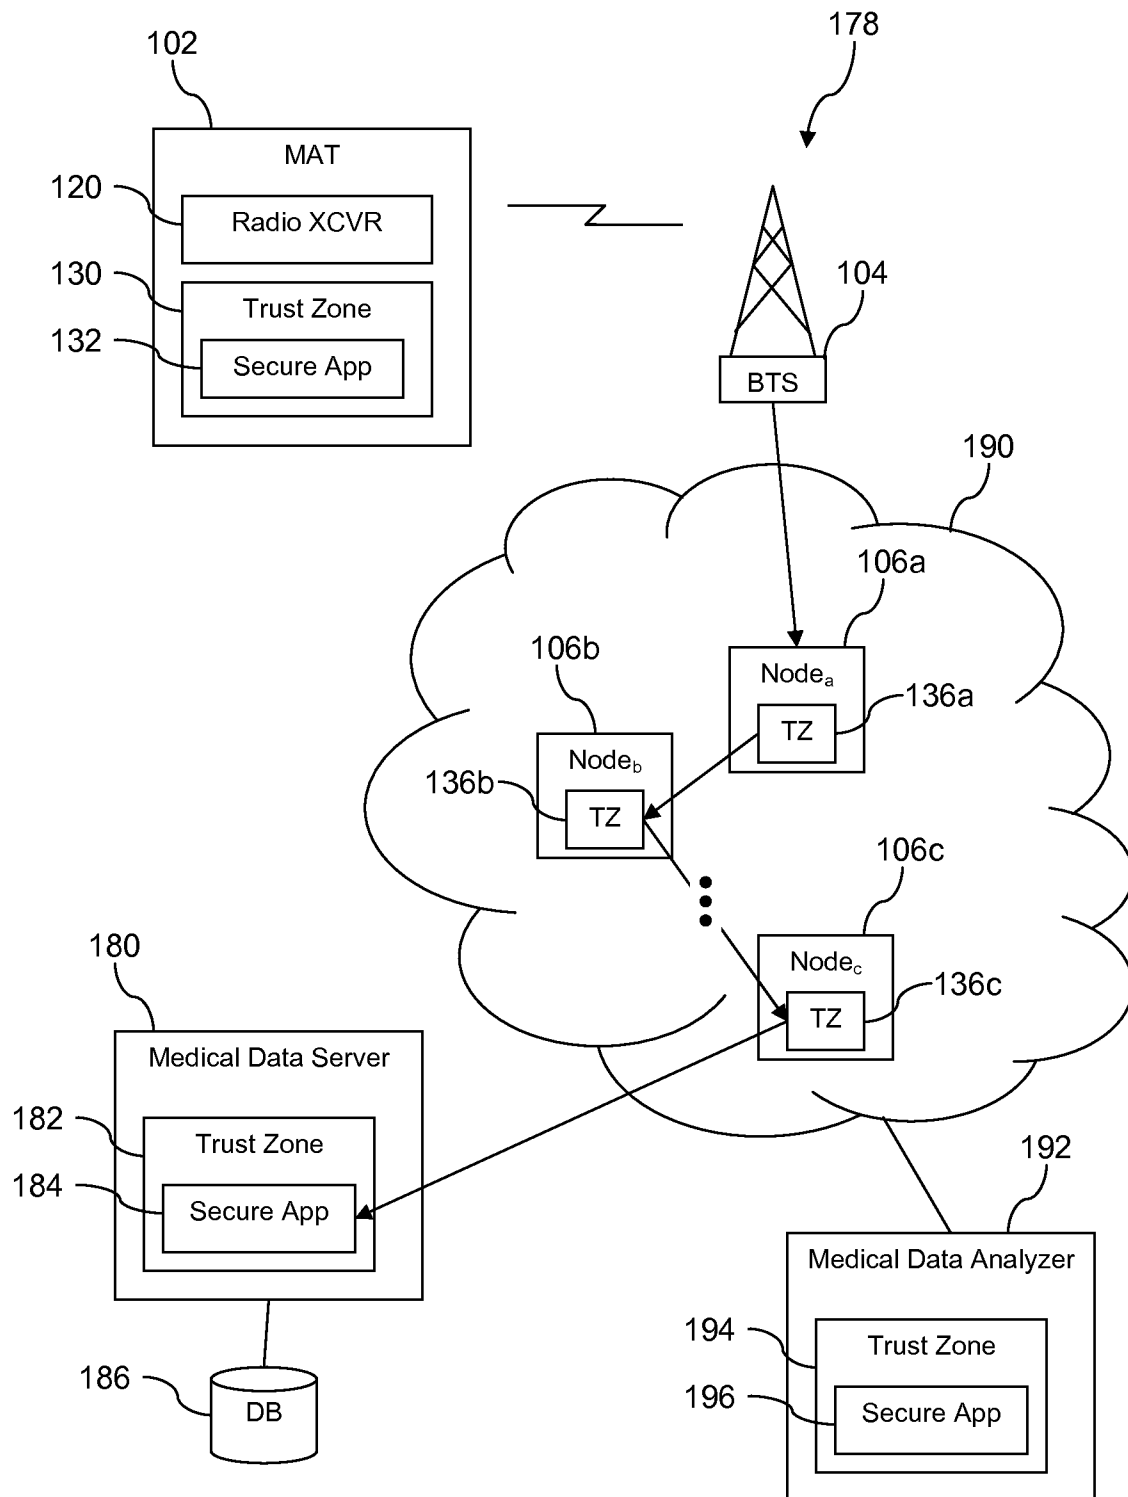 178
102
MAT
120
Radio XCVR
130
Trust Zone
132
Secure App
104
BTS
190
106a
Nodea
136a
TZ
106b
Nodeb
136b
TZ
106c
Nodec
136c
TZ
180
Medical Data Server
182
Trust Zone
184
Secure App
186
DB
192
Medical Data Analyzer
194
Trust Zone
196
Secure App